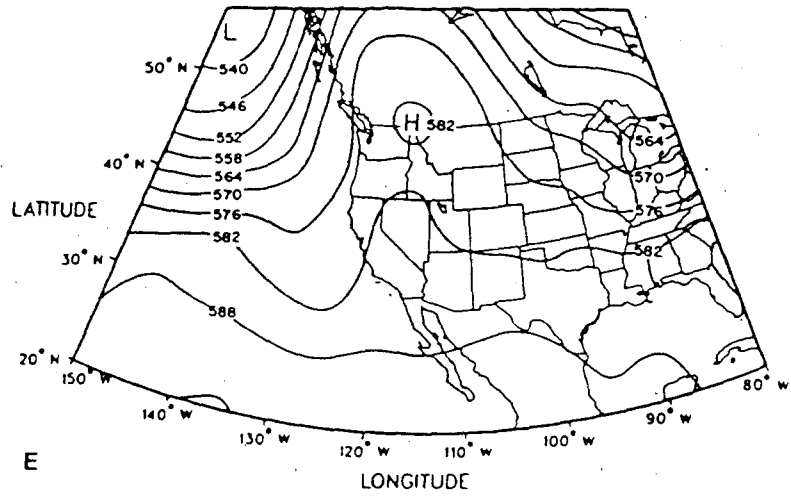 L
50° N
540
546
H 582
552
564
558
40° N
564
570
570
LATITUDE
576
576
582
582
30° N
588
20° N
150° W
80° W
140° W
90° W
130° W
100° W
120° W
110° W
E
LONGITUDE